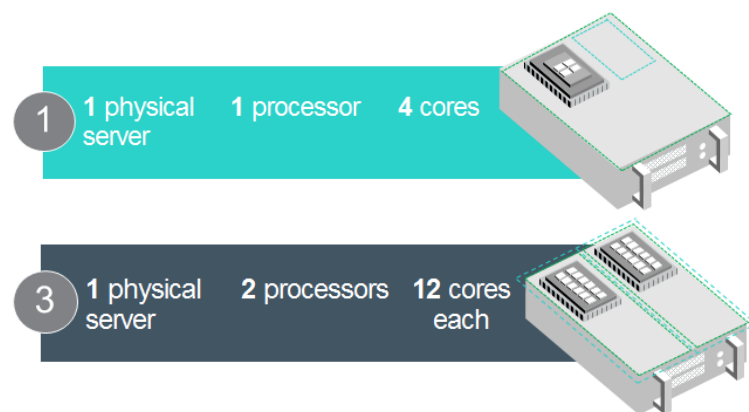 1
1 physical 1 processor 4 cores
server
3
1 physical 2 processors 12 cores
server each